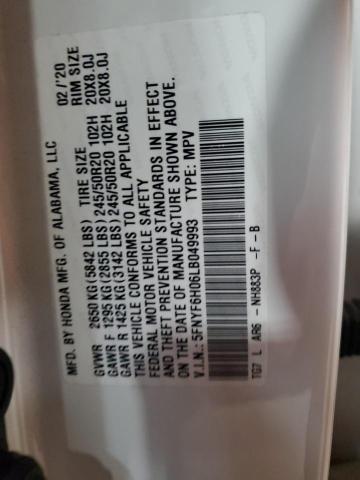 MFD. BY HONDA MFG. OF ALABAMA, LLC 02/'20
TIRE SIZE RIM SIZE
GVWR 2650 KG (5842 LBS)
GAWR F 1295 KG (2855 LBS) 245/50R20 102H 20X8.0J
GAWR R 1425 KG (3142 LBS) 245/50R20 102H 20X8.0J
THIS VEHICLE CONFORMS TO ALL APPLICABLE
FEDERAL MOTOR VEHICLE SAFETY
AND THEFT PREVENTION STANDARDS IN EFFECT
ON THE DATE OF MANUFACTURE SHOWN ABOVE.
V.I.N.: 5FNYF6H06LB049993 TYPE: MPV
TG7 L AR6 - NH883P -F-B